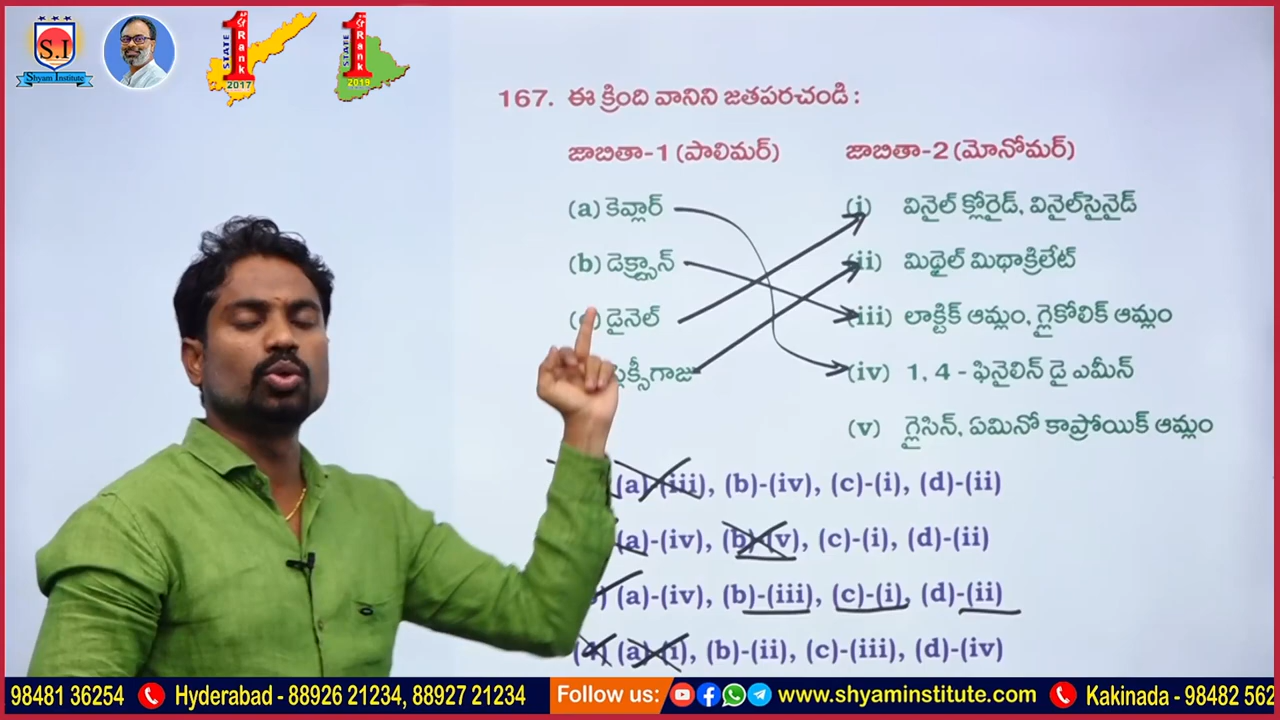 S.I
Shyam Institute
STATE 1st Rank 2017
STATE 1st Rank 2019
167. ఈ క్రింది వానిని జతపరచండి :
జాబితా-1 (పాలిమర్) జాబితా-2 (మోనోమర్)
(a) కెవ్లార్ (i) వినైల్ క్లోరైడ్, వినైల్‌సైనైడ్
(b) డెక్స్ట్రాన్ (ii) మిథైల్ మిథాక్రిలేట్
(c) డైనెల్ (iii) లాక్టిక్ ఆమ్లం, గ్లైకోలిక్ ఆమ్లం
ప్లెక్సీగాజు (iv) 1, 4 - ఫినైలిన్ డై ఎమీన్
(v) గ్లైసిన్, ఏమినో కాప్రోయిక్ ఆమ్లం
(a)-(iii), (b)-(iv), (c)-(i), (d)-(ii)
(a)-(iv), (b)-(v), (c)-(i), (d)-(ii)
(a)-(iv), (b)-(iii), (c)-(i), (d)-(ii)
(4) (a)-(i), (b)-(ii), (c)-(iii), (d)-(iv)
98481 36254 Hyderabad - 88926 21234, 88927 21234 Follow us: www.shyaminstitute.com Kakinada - 98482 562